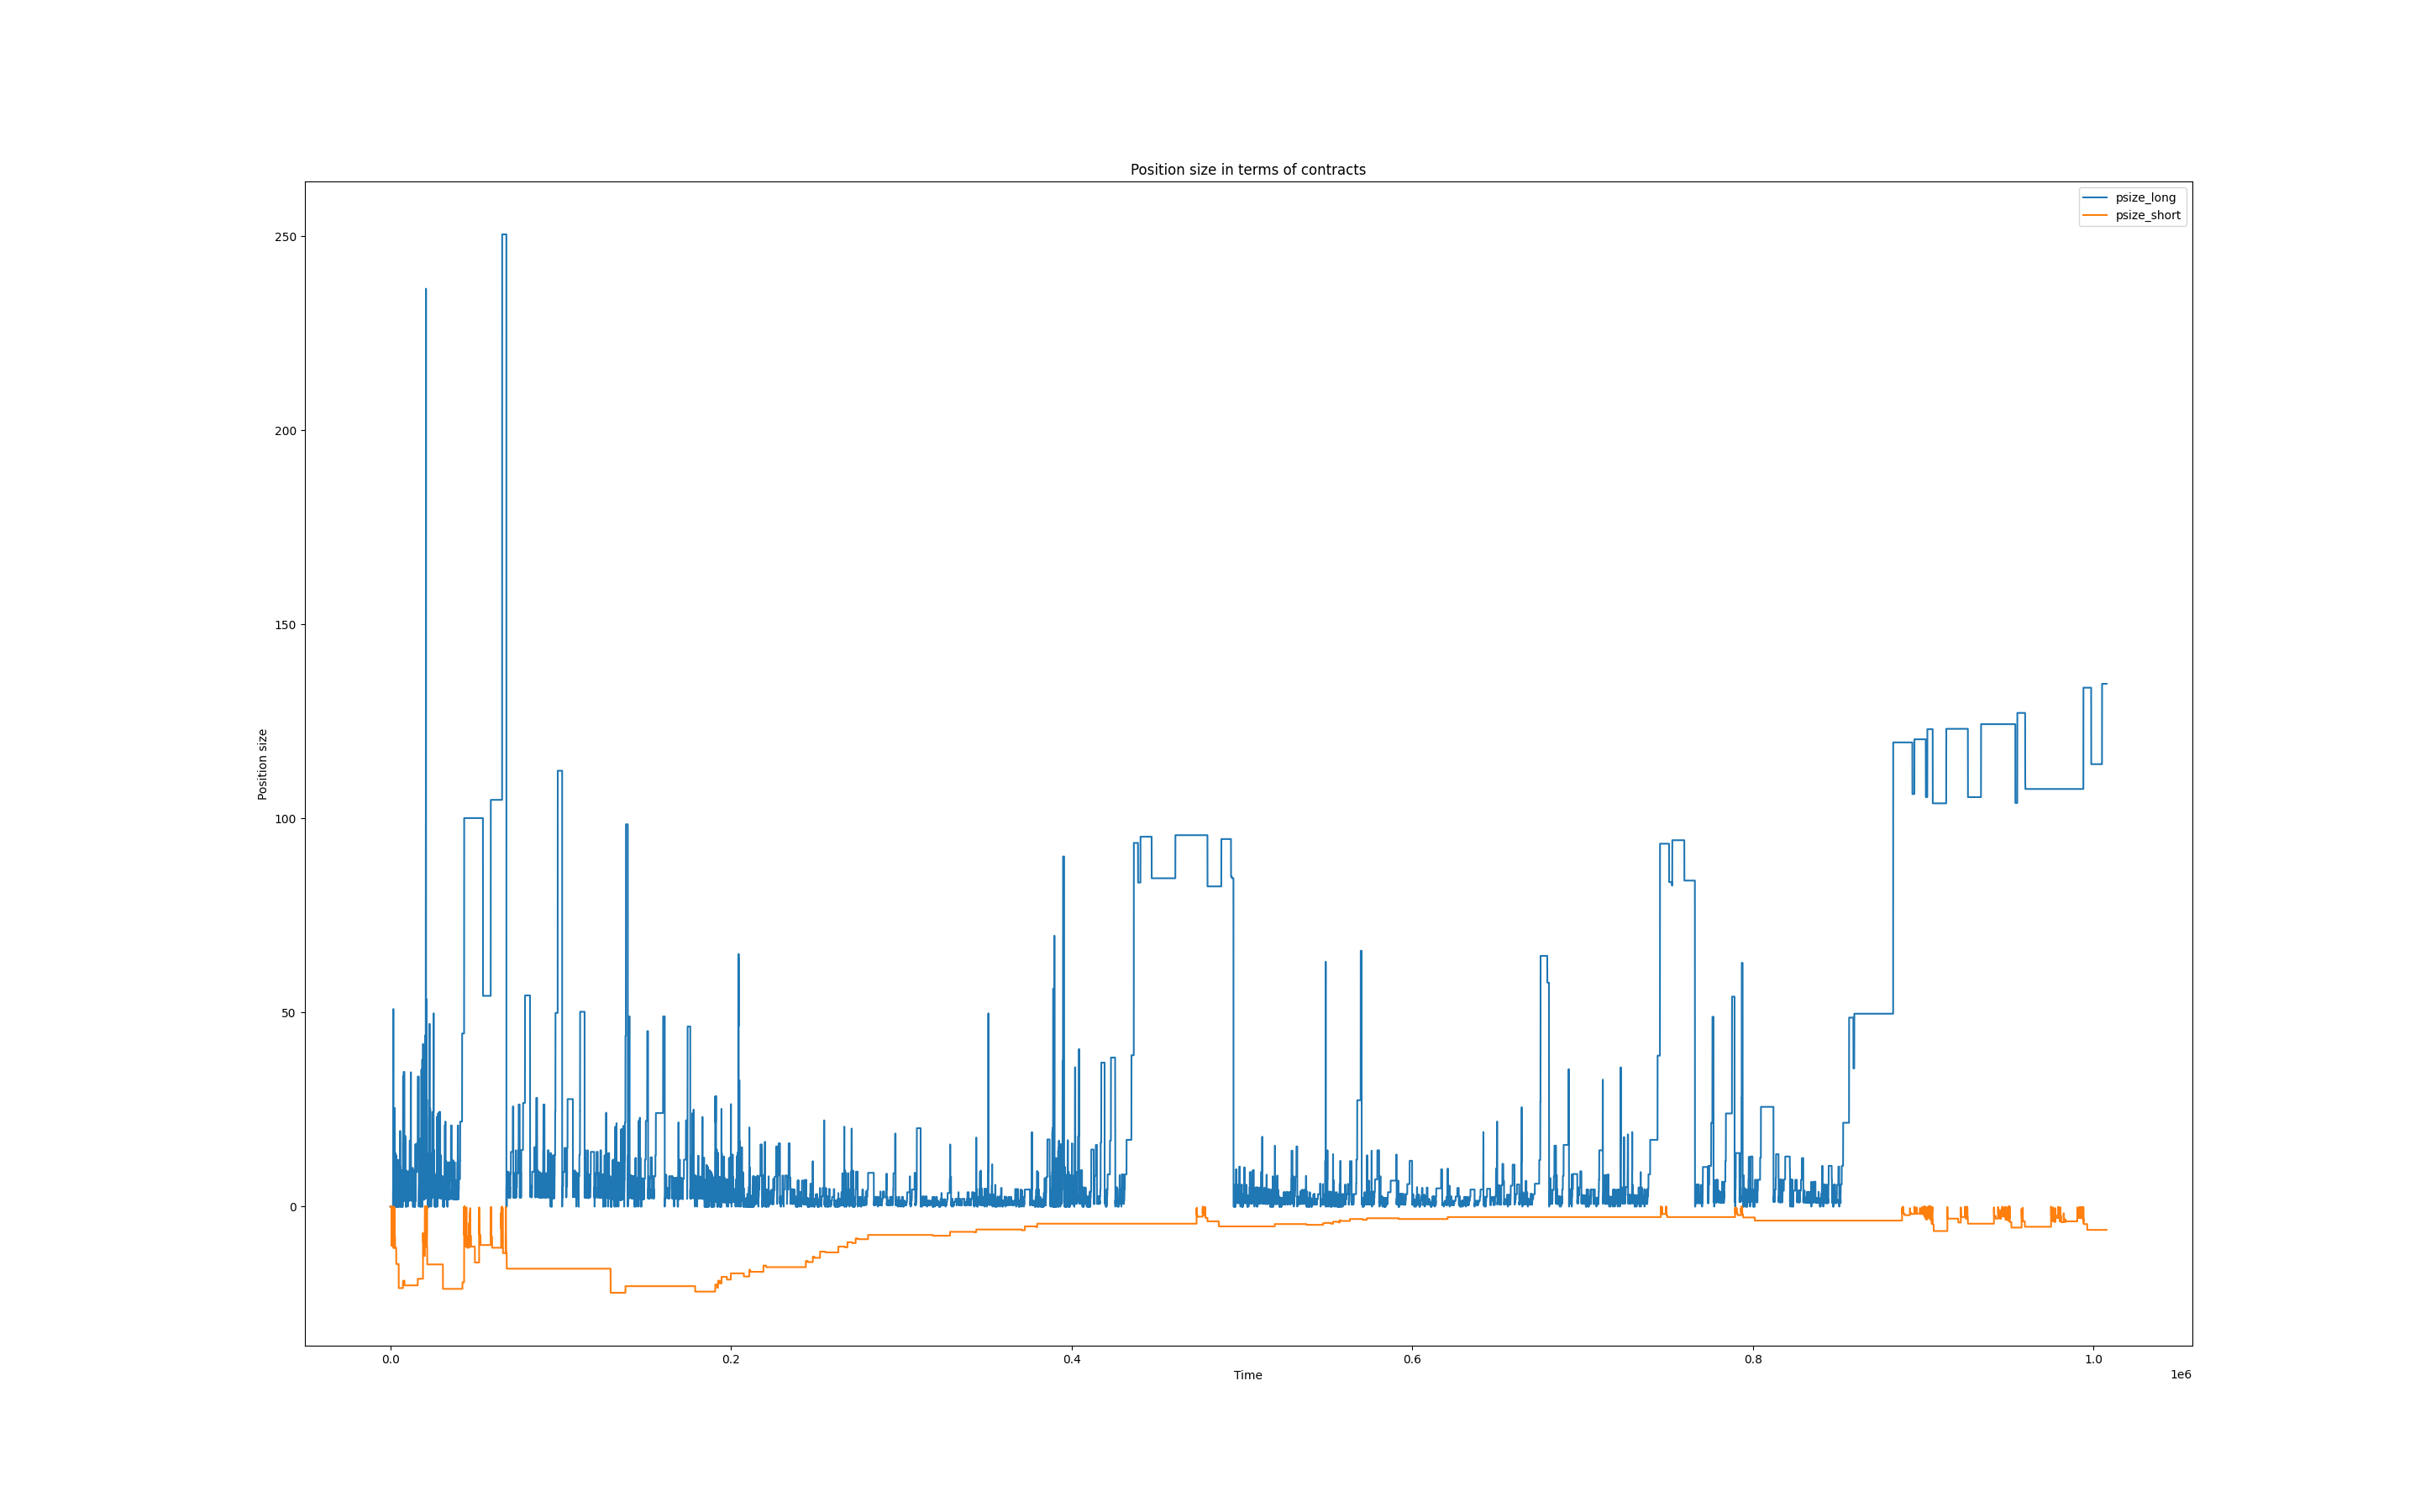 Position size in terms of contracts
psize_long
psize_short
250
200
150
100
50
0
Position size
0.0 0.2 0.4 0.6 0.8 1.0
Time
1e6